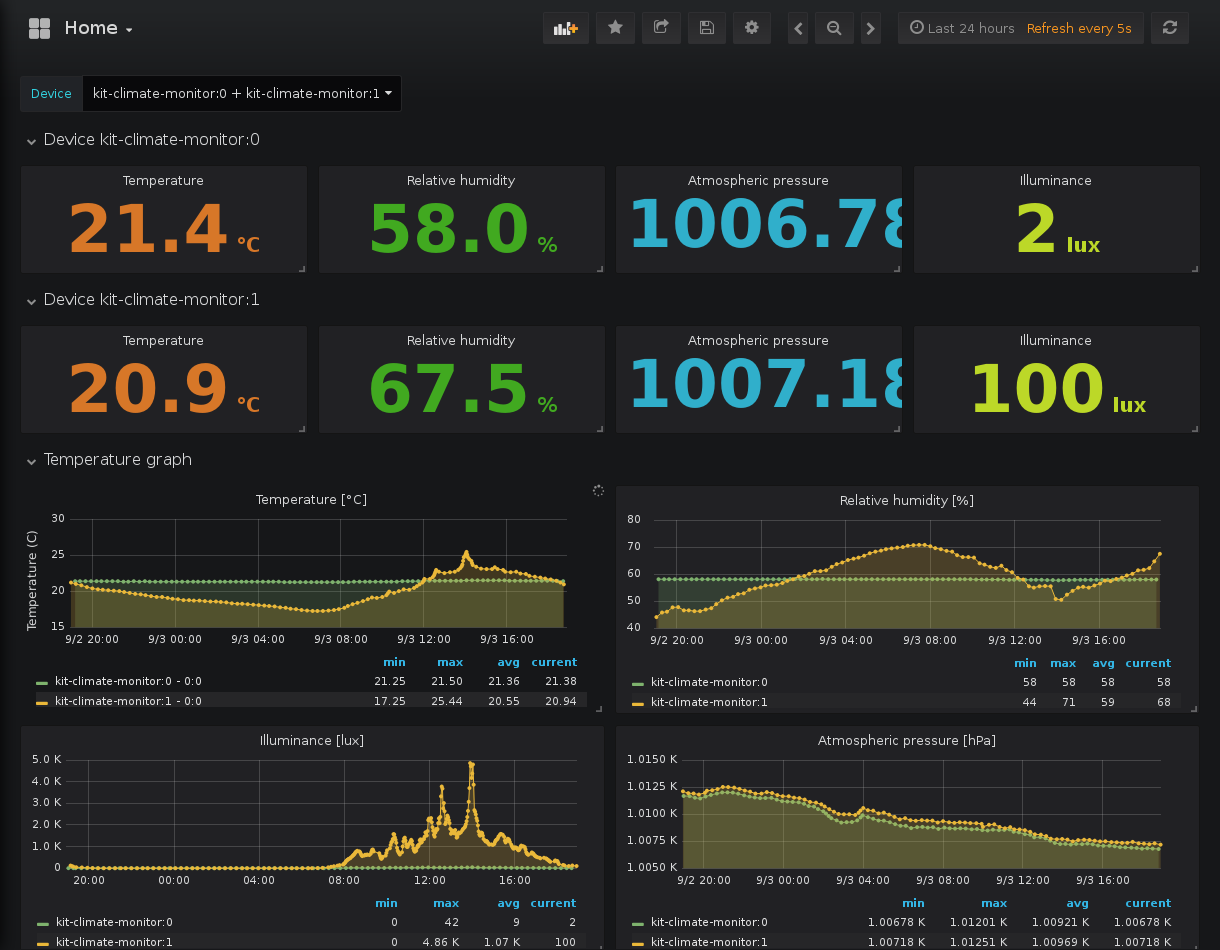 Home
Last 24 hours Refresh every 5s
Device kit-climate-monitor:0 + kit-climate-monitor:1
Device kit-climate-monitor:0
Temperature Relative humidity Atmospheric pressure Illuminance
21.4 °C 58.0 % 1006.78 2 lux
Device kit-climate-monitor:1
Temperature Relative humidity Atmospheric pressure Illuminance
20.9 °C 67.5 % 1007.18 100 lux
Temperature graph
Temperature [°C]
Temperature (C)
30
25
20
15
9/2 20:00 9/3 00:00 9/3 04:00 9/3 08:00 9/3 12:00 9/3 16:00
min max avg current
kit-climate-monitor:0 - 0:0 21.25 21.50 21.36 21.38
kit-climate-monitor:1 - 0:0 17.25 25.44 20.55 20.94
Relative humidity [%]
80
70
60
50
40
9/2 20:00 9/3 00:00 9/3 04:00 9/3 08:00 9/3 12:00 9/3 16:00
min max avg current
kit-climate-monitor:0 58 58 58 58
kit-climate-monitor:1 44 71 59 68
Illuminance [lux]
5.0 K
4.0 K
3.0 K
2.0 K
1.0 K
0
20:00 00:00 04:00 08:00 12:00 16:00
min max avg current
kit-climate-monitor:0 0 42 9 2
kit-climate-monitor:1 0 4.86 K 1.07 K 100
Atmospheric pressure [hPa]
1.0150 K
1.0125 K
1.0100 K
1.0075 K
1.0050 K
9/2 20:00 9/3 00:00 9/3 04:00 9/3 08:00 9/3 12:00 9/3 16:00
min max avg current
kit-climate-monitor:0 1.00678 K 1.01201 K 1.00921 K 1.00678 K
kit-climate-monitor:1 1.00718 K 1.01251 K 1.00969 K 1.00718 K